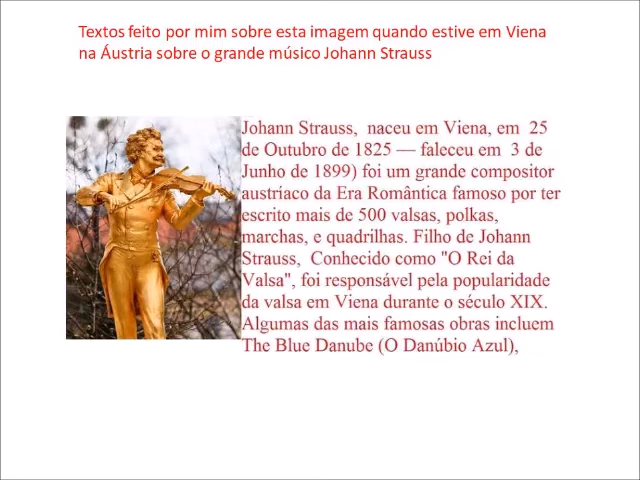 Textos feito por mim sobre esta imagem quando estive em Viena
na Áustria sobre o grande músico Johann Strauss
Johann Strauss,  naceu em Viena, em  25
de Outubro de 1825 — faleceu em  3 de
Junho de 1899) foi um grande compositor
austríaco da Era Romântica famoso por ter
escrito mais de 500 valsas, polkas,
marchas, e quadrilhas. Filho de Johann
Strauss,  Conhecido como "O Rei da
Valsa", foi responsável pela popularidade
da valsa em Viena durante o século XIX.
Algumas das mais famosas obras incluem
The Blue Danube (O Danúbio Azul),